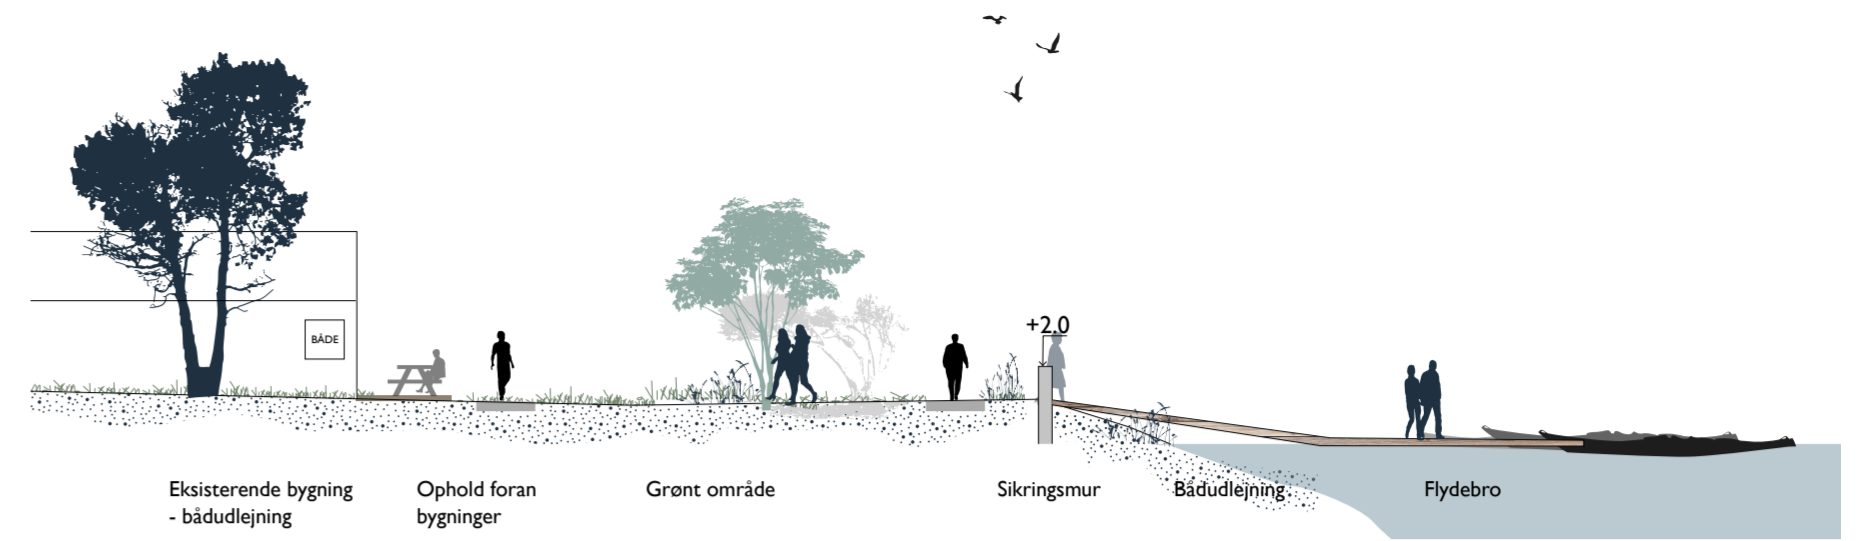 +2.0
BÅDE
Eksisterende bygning
- bådudlejning
Ophold foran
bygninger
Grønt område
Sikringsmur
Bådudlejning
Flydebro